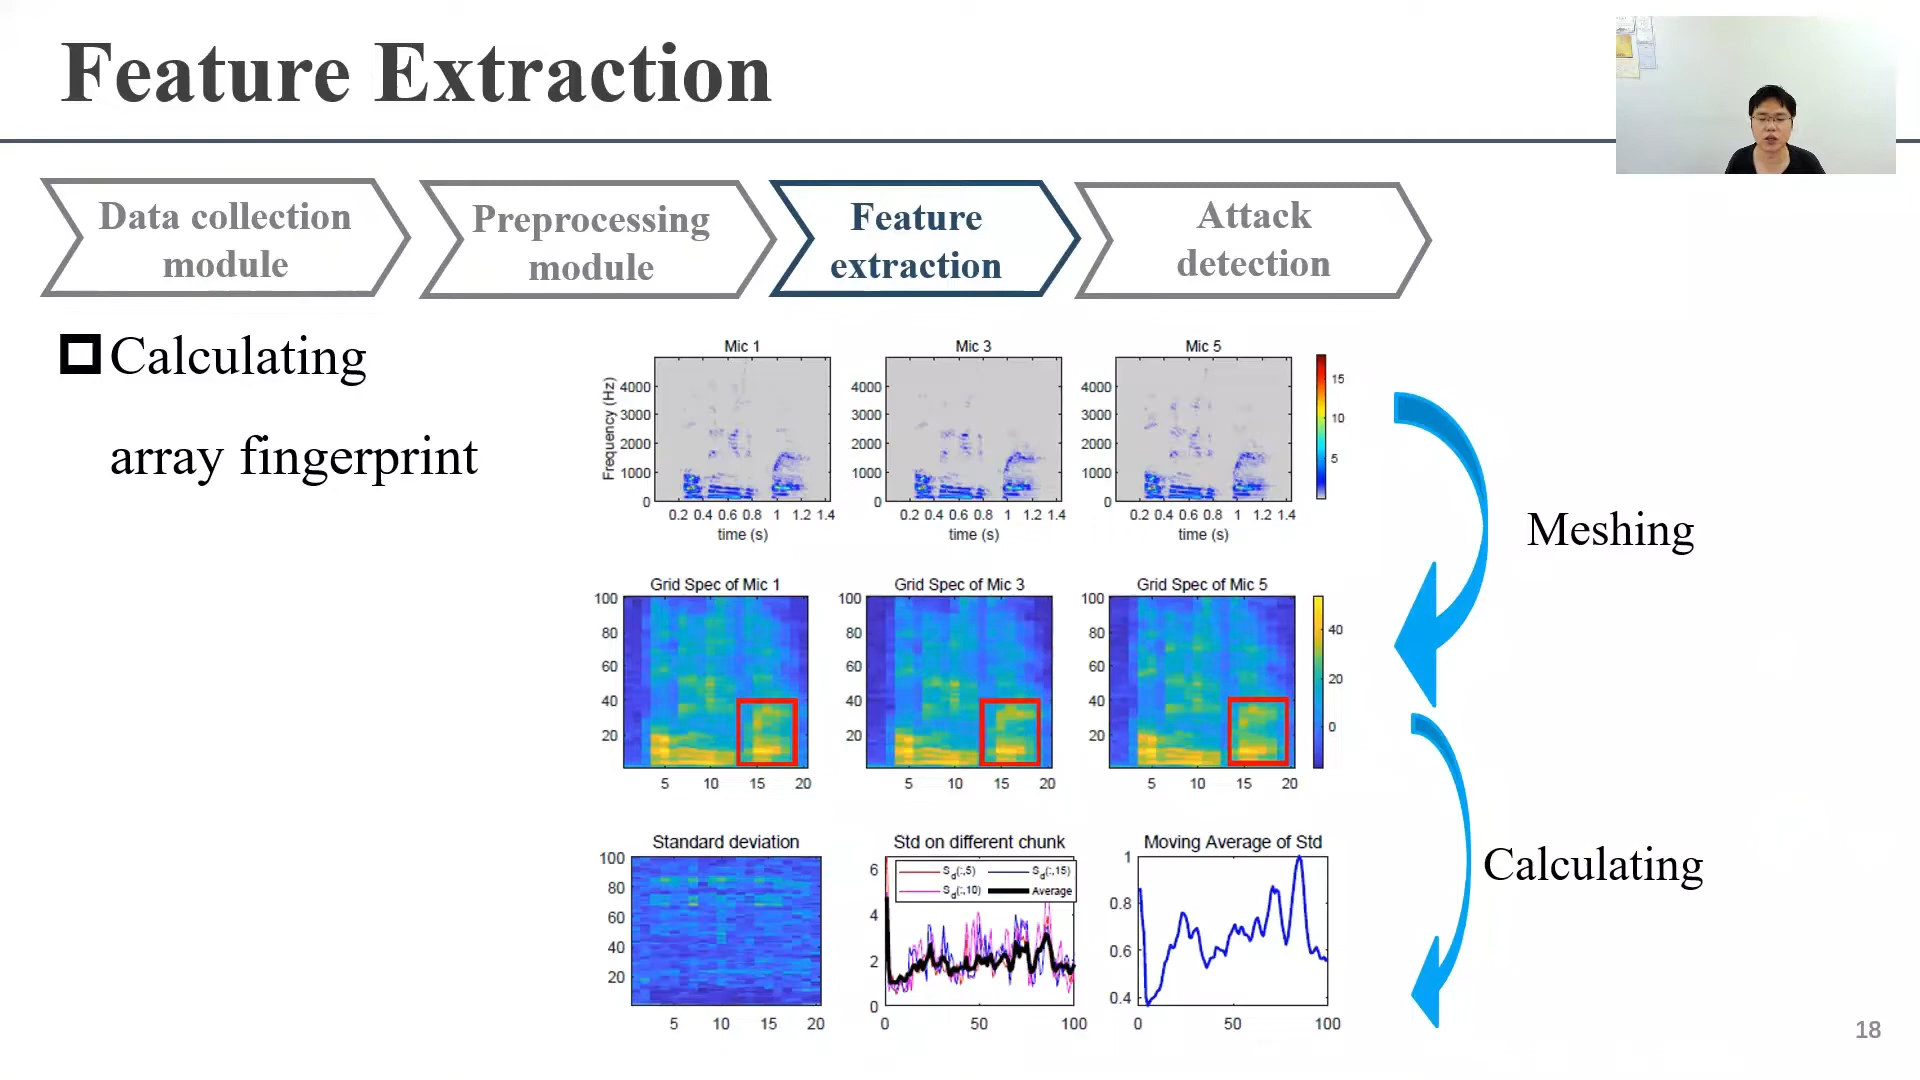 Feature Extraction
Data collection
module
Preprocessing
module
Feature
extraction
Attack
detection
Calculating
array fingerprint
Mic 1
Mic 3
Mic 5
Frequency (Hz)
4000
3000
2000
1000
0
4000
3000
2000
1000
0
4000
3000
2000
1000
0
15
10
5
0.2 0.4 0.6 0.8 1 1.2 1.4
0.2 0.4 0.6 0.8 1 1.2 1.4
0.2 0.4 0.6 0.8 1 1.2 1.4
time (s)
time (s)
time (s)
Meshing
Grid Spec of Mic 1
Grid Spec of Mic 3
Grid Spec of Mic 5
100
80
60
40
20
100
80
60
40
20
100
80
60
40
20
40
20
0
5 10 15 20
5 10 15 20
5 10 15 20
Standard deviation
Std on different chunk
Moving Average of Std
100
80
60
40
20
5 10 15 20
6
4
2
0
S_d(:,5)
S_d(:,15)
S_d(:,10)
Average
0 50 100
1
0.8
0.6
0.4
0 50 100
Calculating
18